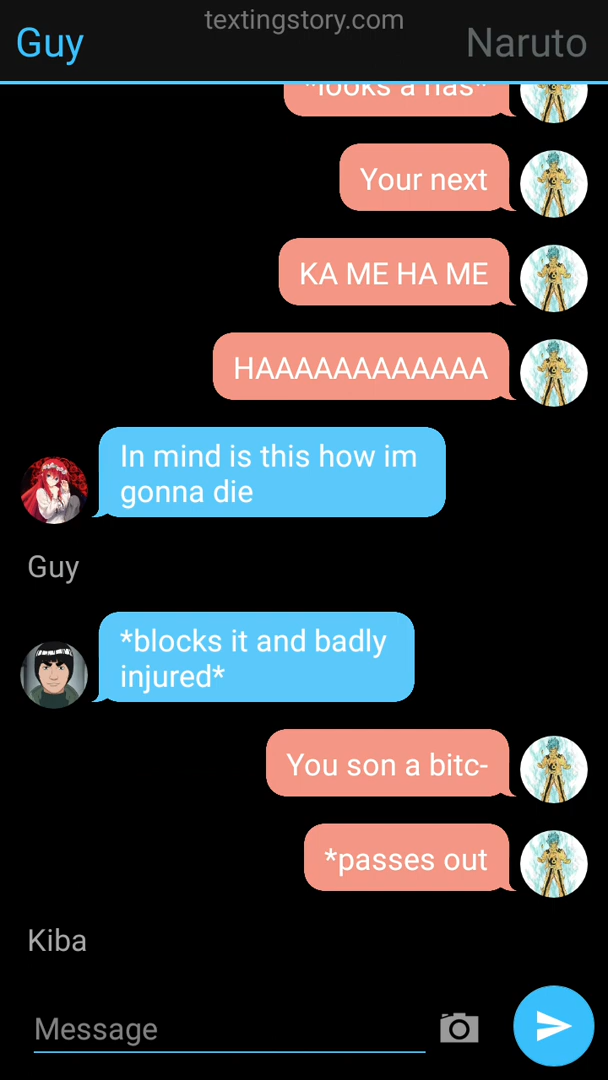 textingstory.com
Guy
Naruto
*looks a has*
Your next
KA ME HA ME
HAAAAAAAAAAAA
In mind is this how im
gonna die
Guy
*blocks it and badly
injured*
You son a bitc-
*passes out
Kiba
Message